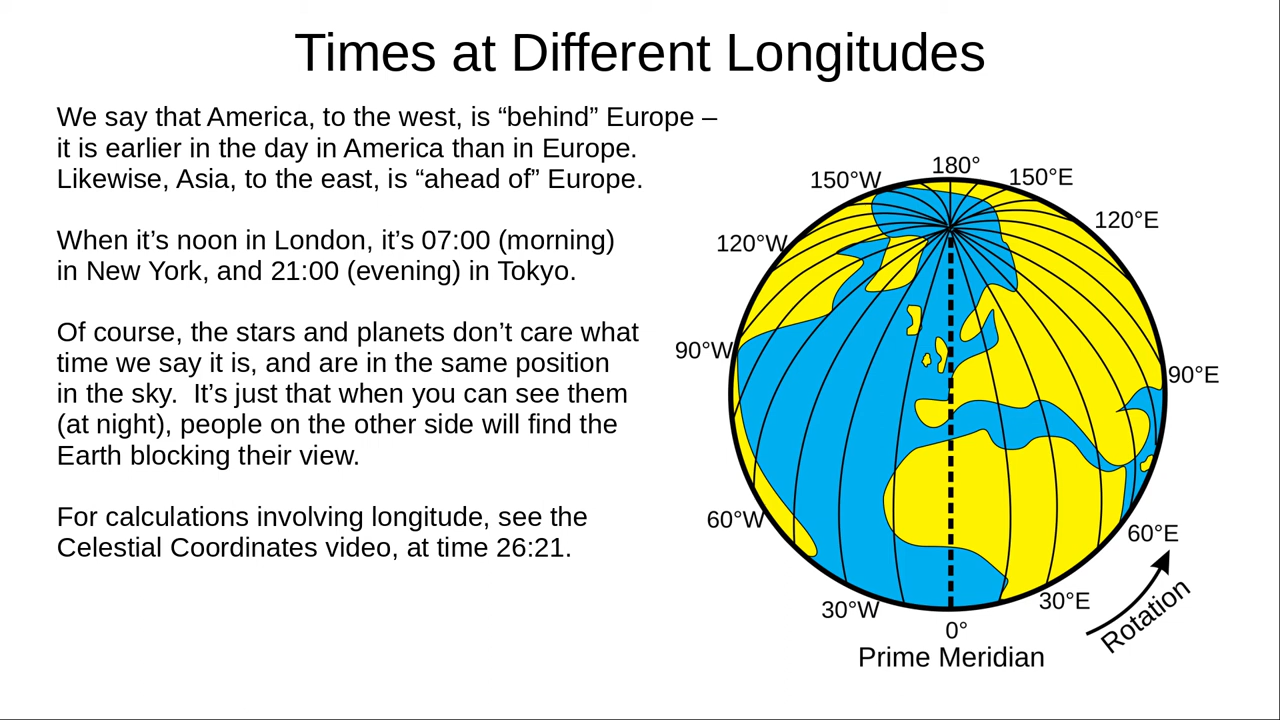 Times at Different Longitudes
We say that America, to the west, is “behind” Europe –
it is earlier in the day in America than in Europe.
Likewise, Asia, to the east, is “ahead of” Europe.
When it’s noon in London, it’s 07:00 (morning)
in New York, and 21:00 (evening) in Tokyo.
Of course, the stars and planets don’t care what
time we say it is, and are in the same position
in the sky.  It’s just that when you can see them
(at night), people on the other side will find the
Earth blocking their view.
For calculations involving longitude, see the
Celestial Coordinates video, at time 26:21.
180°
150°W
150°E
120°W
120°E
90°W
90°E
60°W
60°E
30°W
30°E
0°
Prime Meridian
Rotation